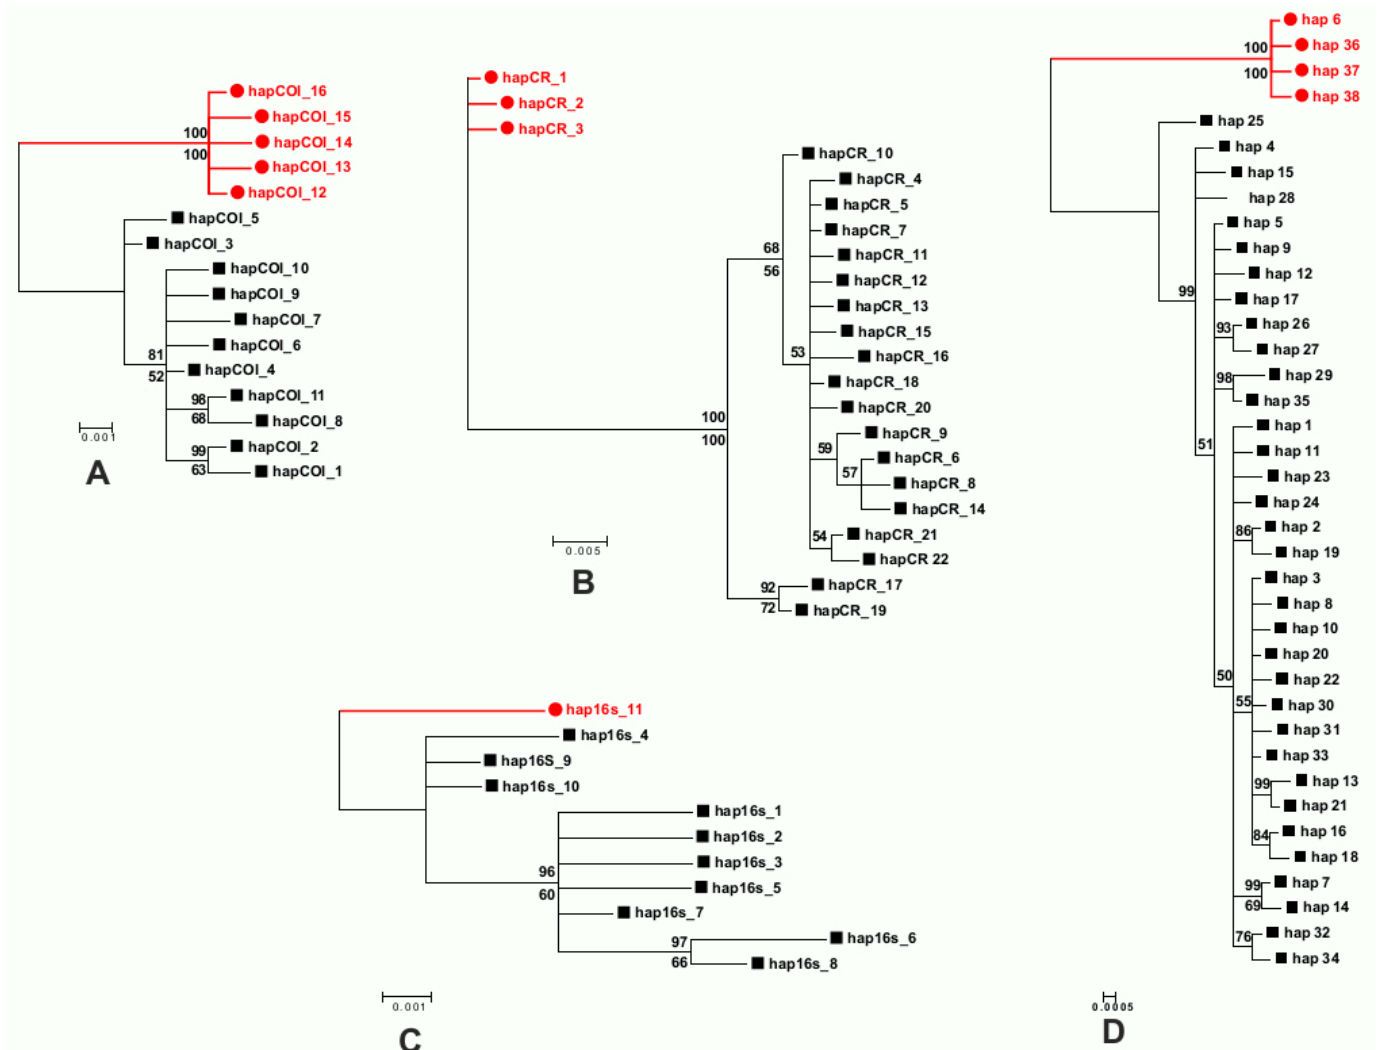 hapCOI_16
hapCOI_15
100
hapCOI_14
100
hapCOI_13
hapCOI_12
hapCOI_5
hapCOI_3
hapCOI_10
hapCOI_9
hapCOI_7
hapCOI_6
81
hapCOI_4
52
hapCOI_11
98
68
hapCOI_8
hapCOI_2
99
63
hapCOI_1
0.001
A
hapCR_1
hapCR_2
hapCR_3
hapCR_10
hapCR_4
hapCR_5
hapCR_7
68
hapCR_11
56
hapCR_12
hapCR_13
hapCR_15
53
hapCR_16
hapCR_18
hapCR_20
100
100
hapCR_9
59
hapCR_6
57
hapCR_8
hapCR_14
hapCR_21
54
hapCR 22
hapCR_17
92
72
hapCR_19
0.005
B
hap16s_11
hap16s_4
hap16S_9
hap16s_10
hap16s_1
hap16s_2
hap16s_3
96
60
hap16s_5
hap16s_7
hap16s_6
97
66
hap16s_8
0.001
C
hap 6
100
hap 36
100
hap 37
hap 38
hap 25
hap 4
hap 15
hap 28
hap 5
hap 9
hap 12
99
hap 17
hap 26
93
hap 27
hap 29
98
hap 35
hap 1
51
hap 11
hap 23
hap 24
hap 2
86
hap 19
hap 3
hap 8
hap 10
hap 20
50
hap 22
55
hap 30
hap 31
hap 33
hap 13
99
hap 21
hap 16
84
hap 18
hap 7
99
69
hap 14
hap 32
76
hap 34
0.0005
D